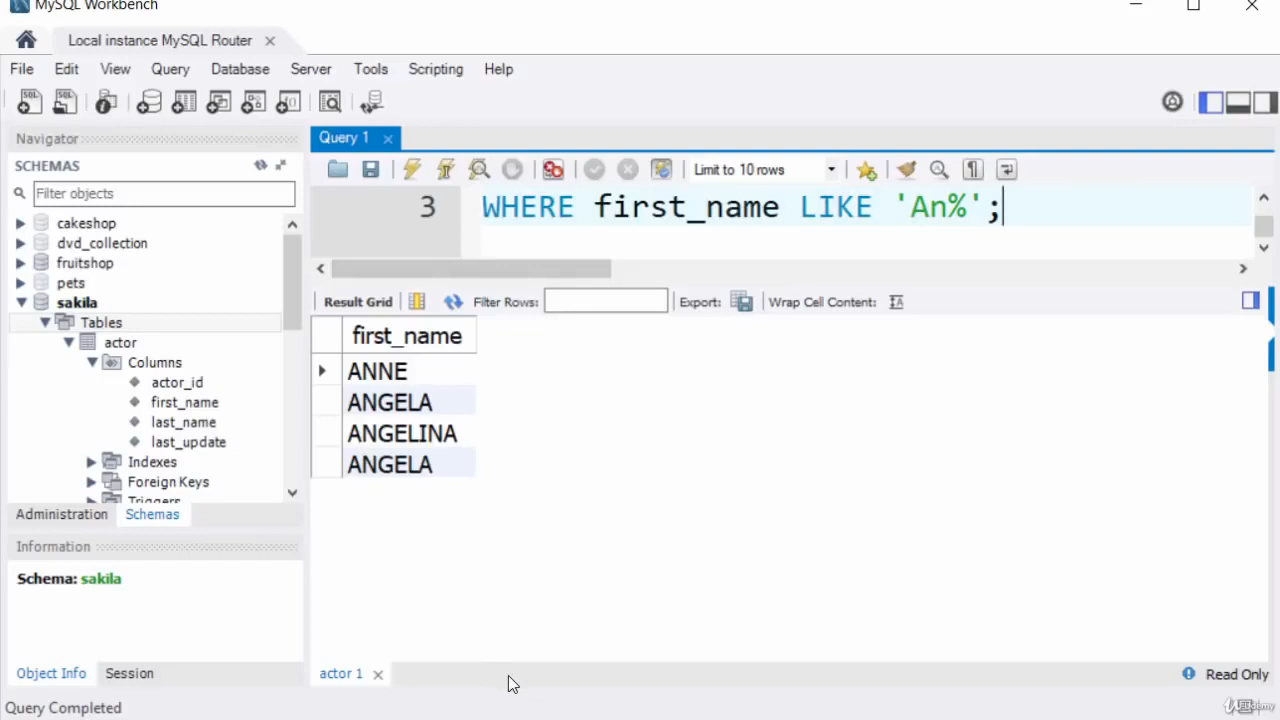 MySQL Workbench
Local instance MySQL Router
File Edit View Query Database Server Tools Scripting Help
Navigator
SCHEMAS
Filter objects
cakeshop
dvd_collection
fruitshop
pets
sakila
Tables
actor
Columns
actor_id
first_name
last_name
last_update
Indexes
Foreign Keys
Triggers
Administration Schemas
Information
Schema: sakila
Object Info Session
Query Completed
Query 1
Limit to 10 rows
3 WHERE first_name LIKE 'An%';
Result Grid Filter Rows: Export: Wrap Cell Content:
first_name
ANNE
ANGELA
ANGELINA
ANGELA
actor 1
Read Only